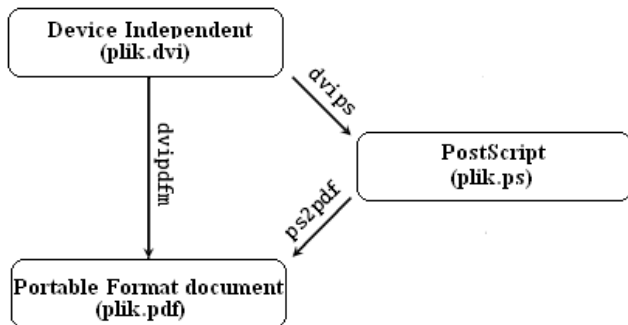 Device Independent
(plik.dvi)
dvips
dvipdfm
PostScript
(plik.ps)
ps2pdf
Portable Format document
(plik.pdf)